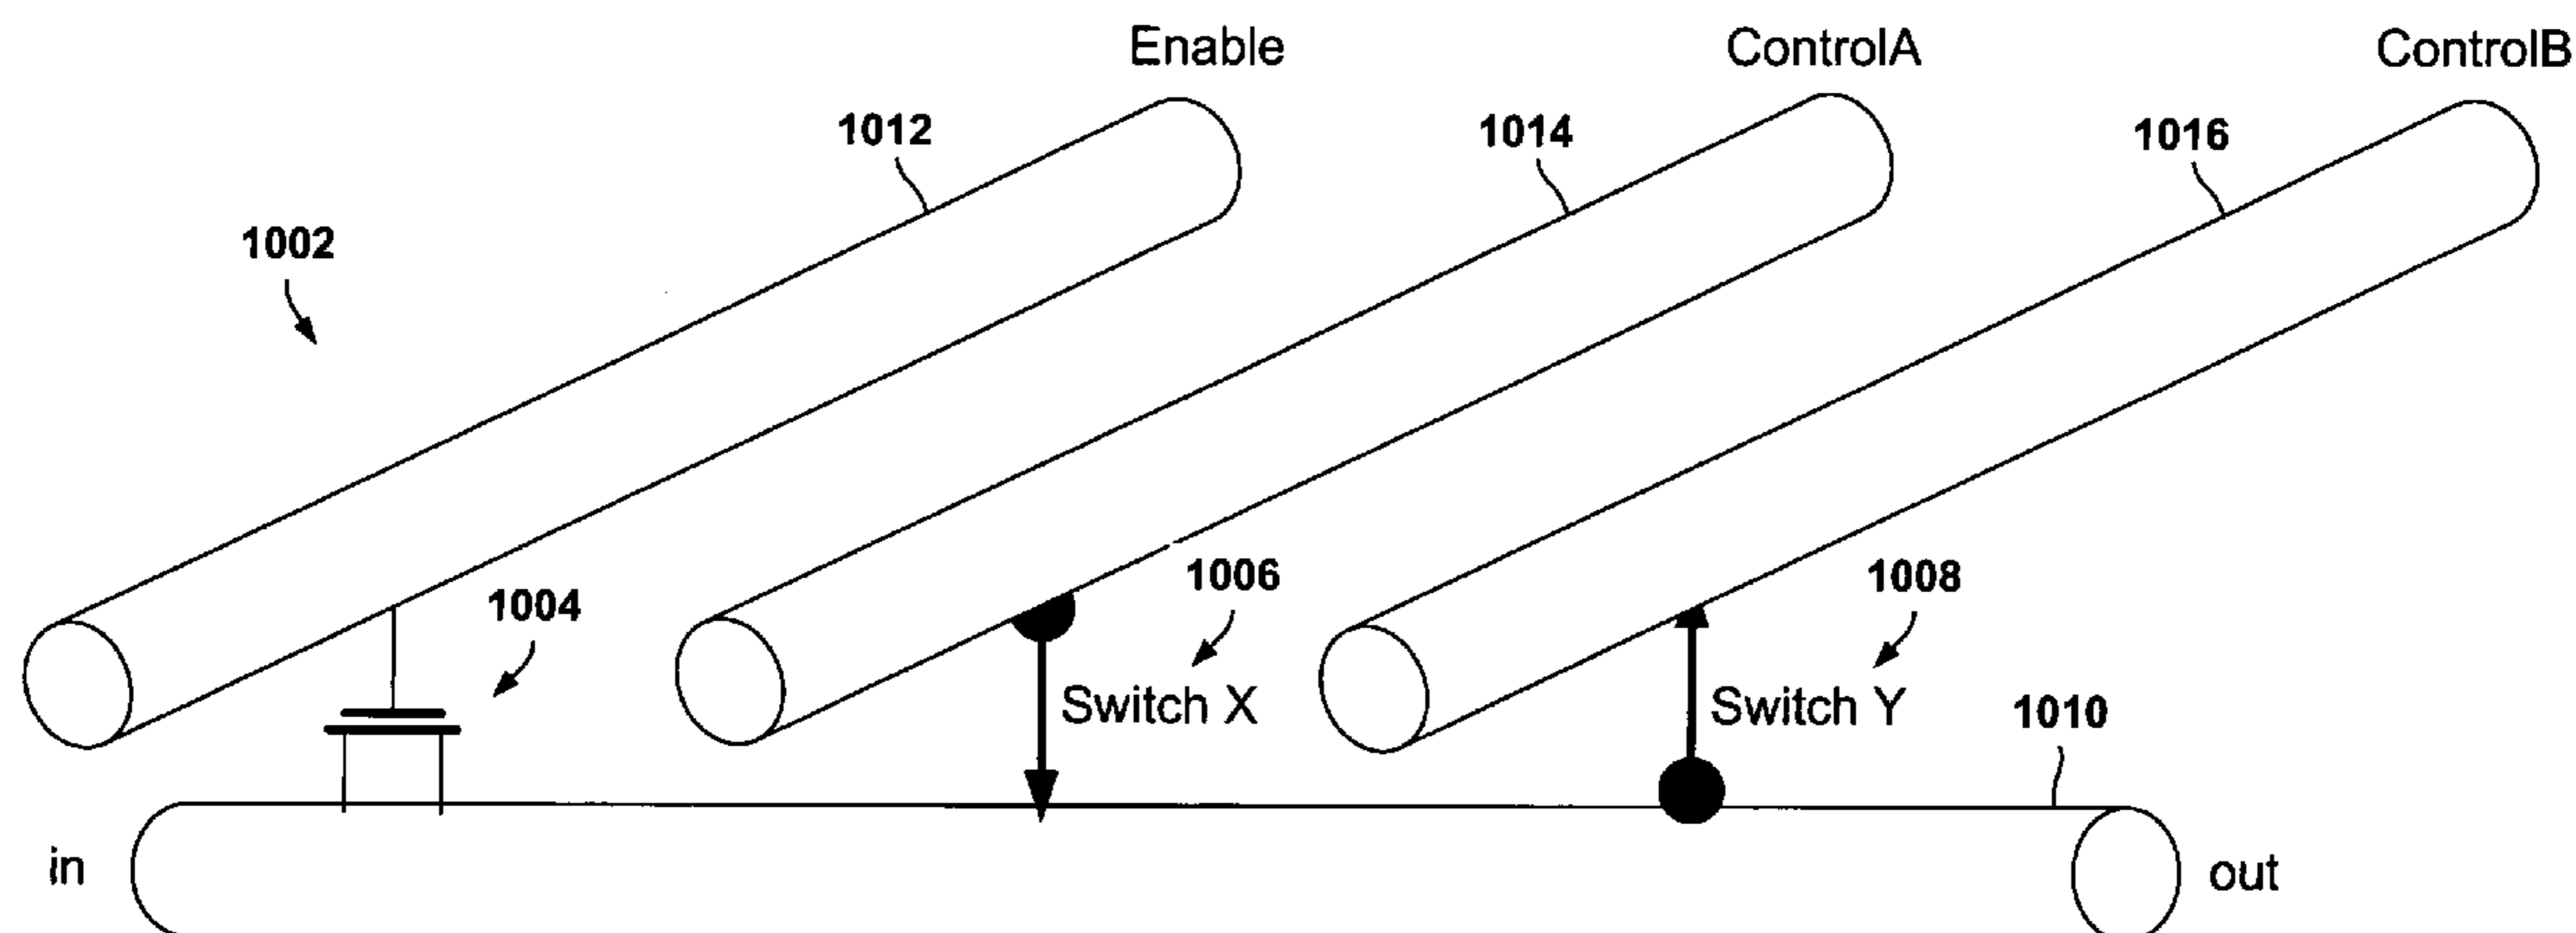 Enable
ControlA
ControlB
1012
1014
1016
1002
1004
1006
1008
Switch X
Switch Y
1010
in
out